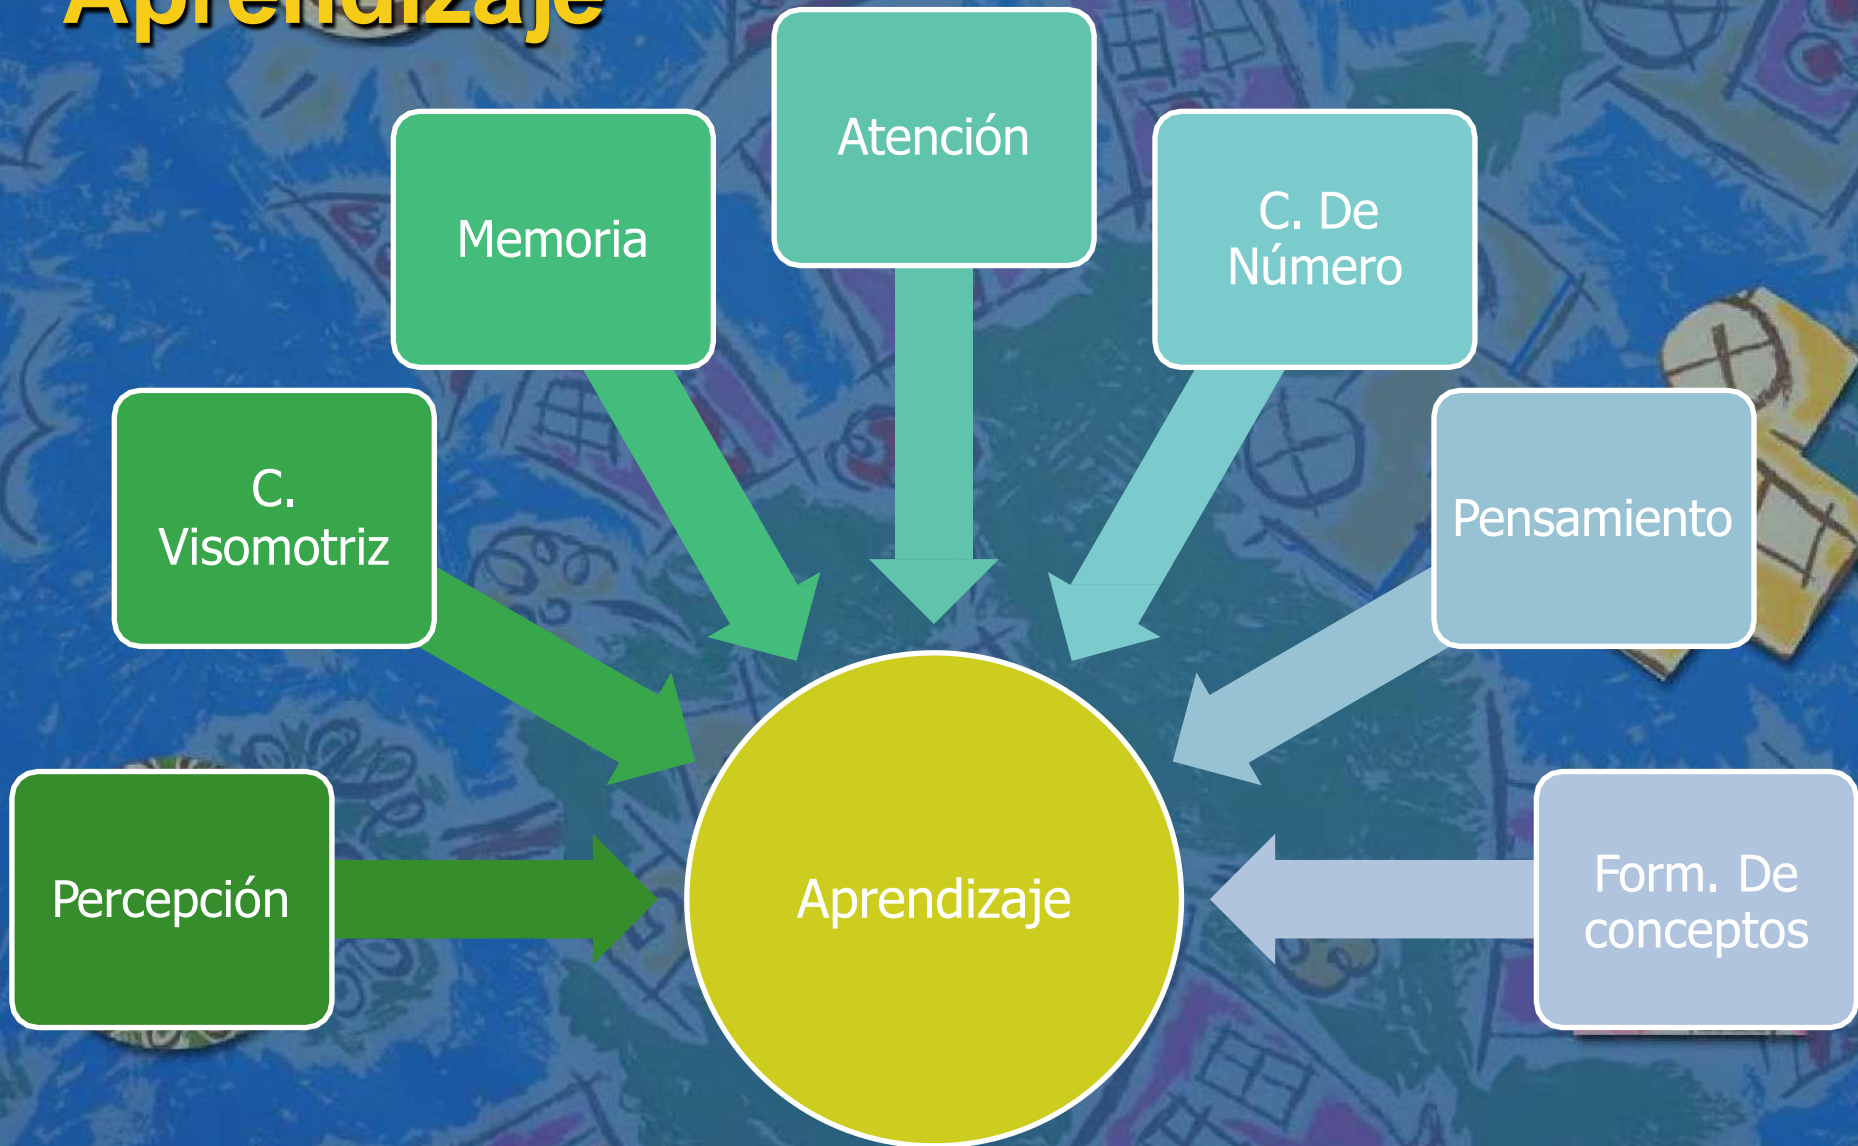 Aprendizaje
Atención
Memoria
C. De
Número
C.
Visomotriz
Pensamiento
Percepción
Aprendizaje
Form. De
conceptos